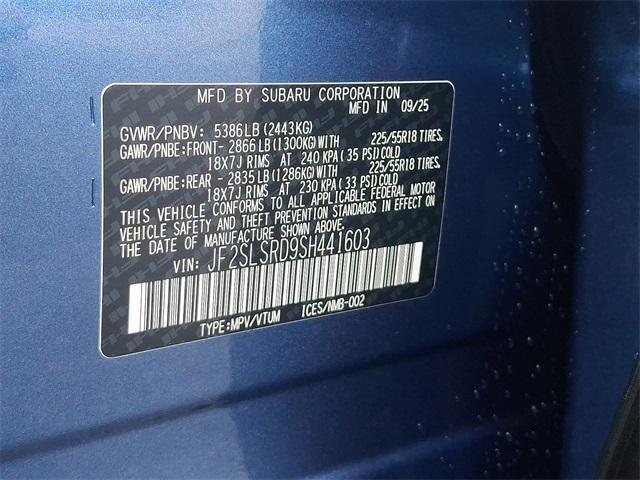 MFD BY SUBARU CORPORATION
MFD IN 09/25
GVWR/PNBV: 5386LB(2443KG)
GAWR/PNBE:FRONT- 2866LB(1300KG)WITH 225/55R18 TIRES,
18X7J RIMS AT 240 KPA(35 PSI)COLD
GAWR/PNBE:REAR - 2835LB(1286KG)WITH 225/55R18 TIRES,
18X7J RIMS AT 230 KPA(33 PSI)COLD
THIS VEHICLE CONFORMS TO ALL APPLICABLE FEDERAL MOTOR
VEHICLE SAFETY AND THEFT PREVENTION STANDARDS IN EFFECT ON
THE DATE OF MANUFACTURE SHOWN ABOVE.
VIN: JF2SLSRD9SH441603
TYPE:MPV/VTUM ICES/NMB-002